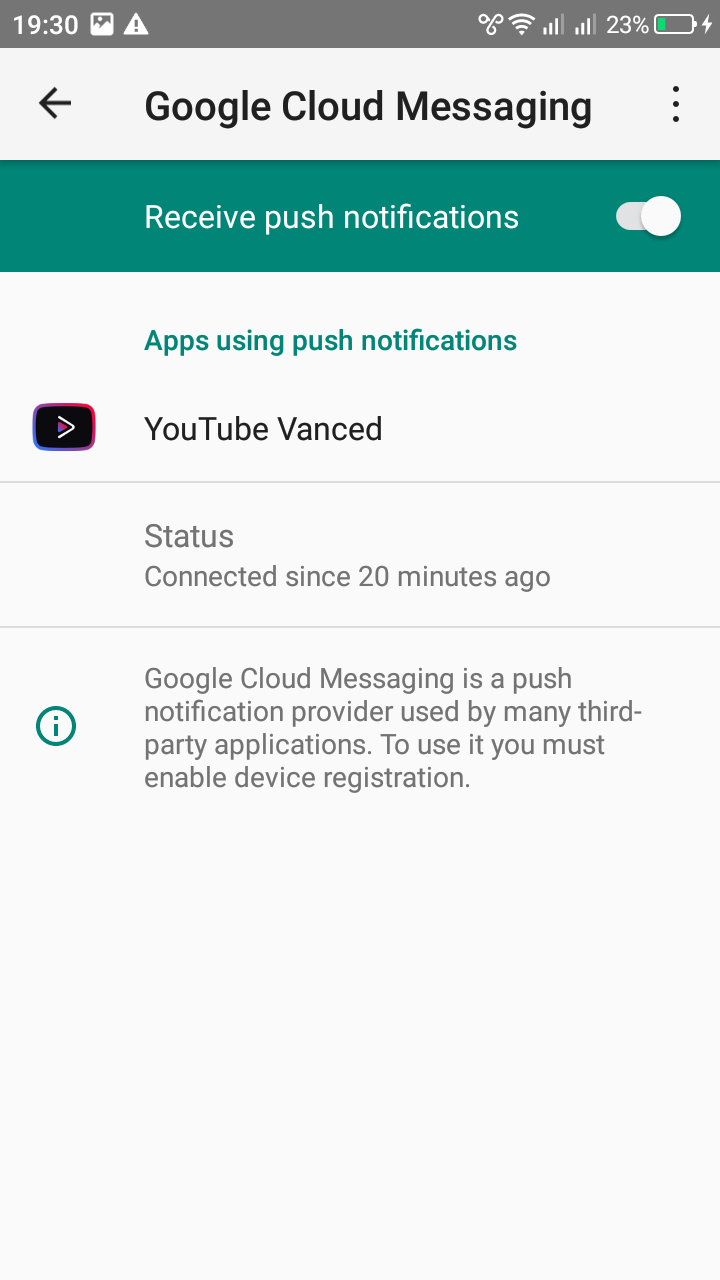 19:30 23%
Google Cloud Messaging
Receive push notifications
Apps using push notifications
YouTube Vanced
Status
Connected since 20 minutes ago
Google Cloud Messaging is a push
notification provider used by many third-
party applications. To use it you must
enable device registration.